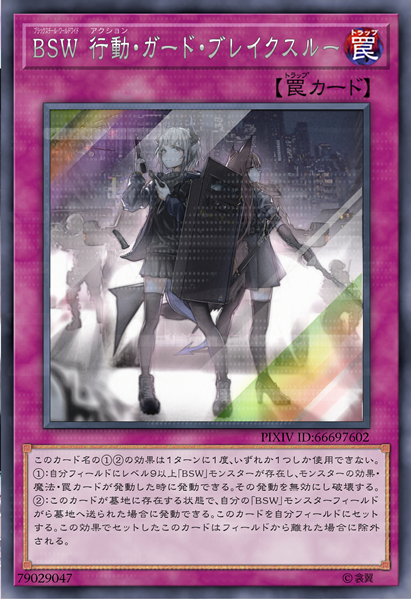 ブラックスチール・ワールドワイド アクション
BSW 行動・ガード・ブレイクスルー
トラップ
罠
トラップ
【罠カード】
PIXIV ID:66697602
このカード名の①②の効果は1ターンに1度、いずれか1つしか使用できない。
①:自分フィールドにレベル9以上「BSW」モンスターが存在し、モンスターの効果・
魔法・罠カードが発動した時に発動できる。その発動を無効にし破壊する。
②:このカードが墓地に存在する状態で、自分の「BSW」モンスターフィールド
がら墓地へ送られた場合に発動できる。このカードを自分フィールドにセット
する。この効果でセットしたこのカードはフィールドから離れた場合に除外
される。
79029047
©袁翼